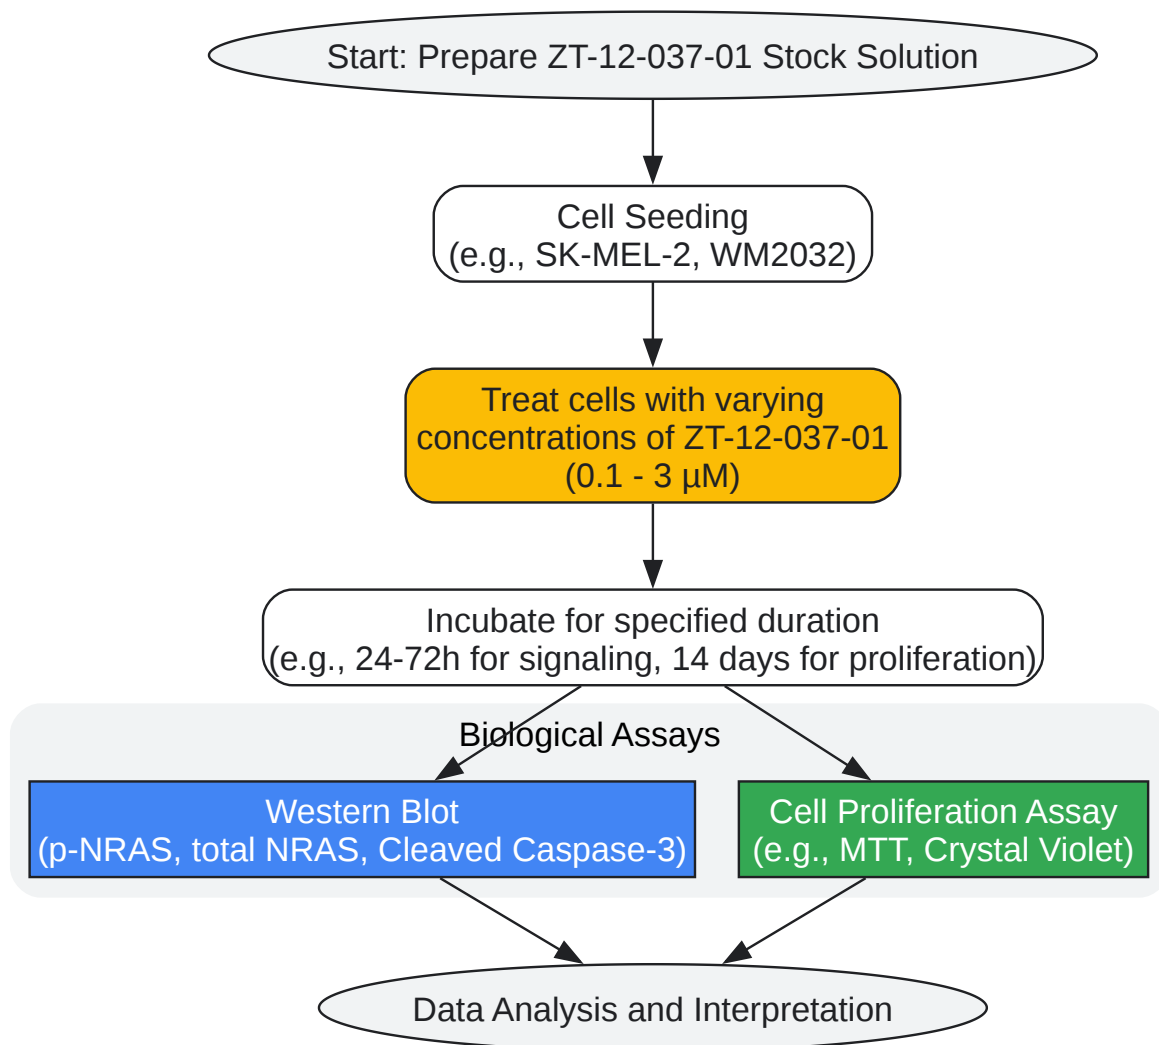 Start: Prepare ZT-12-037-01 Stock Solution
Cell Seeding
(e.g., SK-MEL-2, WM2032)
Treat cells with varying
concentrations of ZT-12-037-01
(0.1 - 3 µM)
Incubate for specified duration
(e.g., 24-72h for signaling, 14 days for proliferation)
Biological Assays
Western Blot
(p-NRAS, total NRAS, Cleaved Caspase-3)
Cell Proliferation Assay
(e.g., MTT, Crystal Violet)
Data Analysis and Interpretation